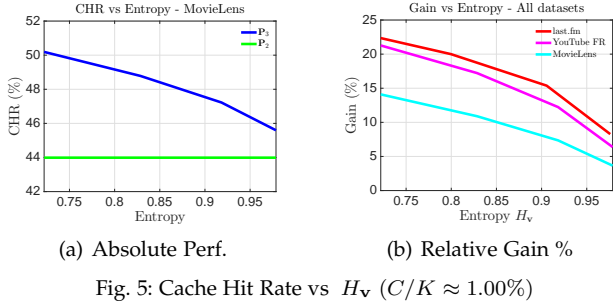 CHR vs Entropy - MovieLens
52
50
48
46
44
42
CHR (%)
P₃
P₂
0.75 0.8 0.85 0.9 0.95
Entropy
(a) Absolute Perf.
Gain vs Entropy - All datasets
25
20
15
10
5
0
Gain (%)
last.fm
YouTube FR
MovieLens
0.75 0.8 0.85 0.9 0.95
Entropy H_v
(b) Relative Gain %
Fig. 5: Cache Hit Rate vs H_v (C/K ≈ 1.00%)